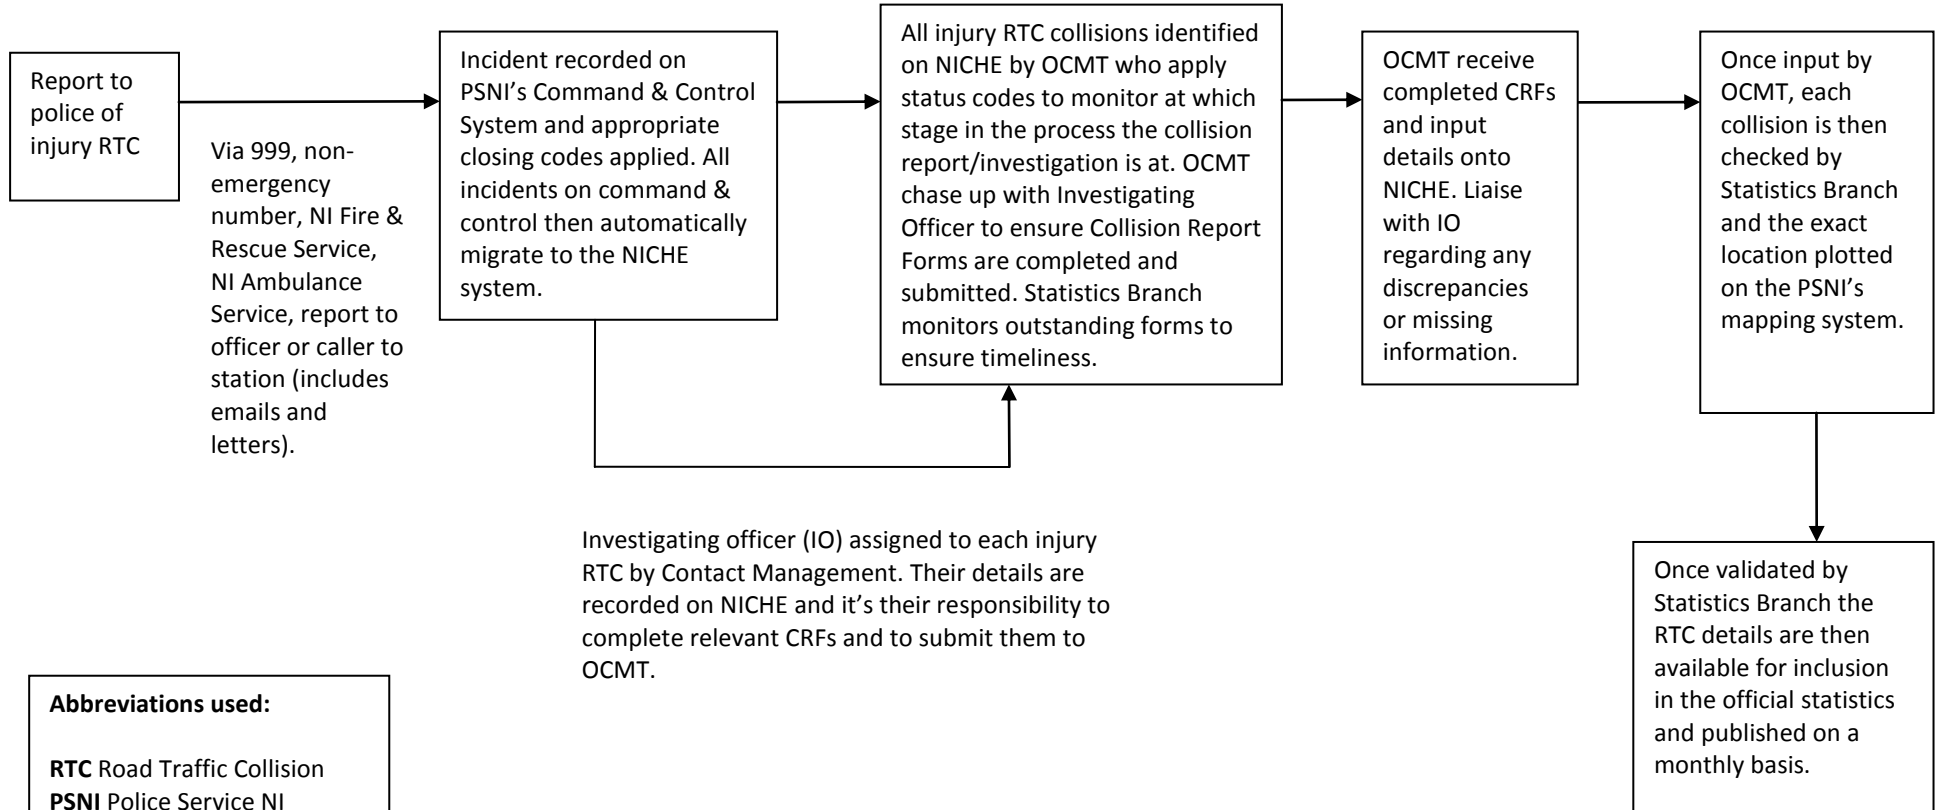 Report to
police of
injury RTC
Via 999, non-
emergency
number, NI Fire &
Rescue Service,
NI Ambulance
Service, report to
officer or caller to
station (includes
emails and
letters).
Incident recorded on
PSNI’s Command & Control
System and appropriate
closing codes applied. All
incidents on command &
control then automatically
migrate to the NICHE
system.
All injury RTC collisions identified
on NICHE by OCMT who apply
status codes to monitor at which
stage in the process the collision
report/investigation is at. OCMT
chase up with Investigating
Officer to ensure Collision Report
Forms are completed and
submitted. Statistics Branch
monitors outstanding forms to
ensure timeliness.
OCMT receive
completed CRFs
and input
details onto
NICHE. Liaise
with IO
regarding any
discrepancies
or missing
information.
Once input by
OCMT, each
collision is then
checked by
Statistics Branch
and the exact
location plotted
on the PSNI’s
mapping system.
Investigating officer (IO) assigned to each injury
RTC by Contact Management. Their details are
recorded on NICHE and it’s their responsibility to
complete relevant CRFs and to submit them to
OCMT.
Once validated by
Statistics Branch the
RTC details are then
available for inclusion
in the official statistics
and published on a
monthly basis.
Abbreviations used:
RTC Road Traffic Collision
PSNI Police Service NI